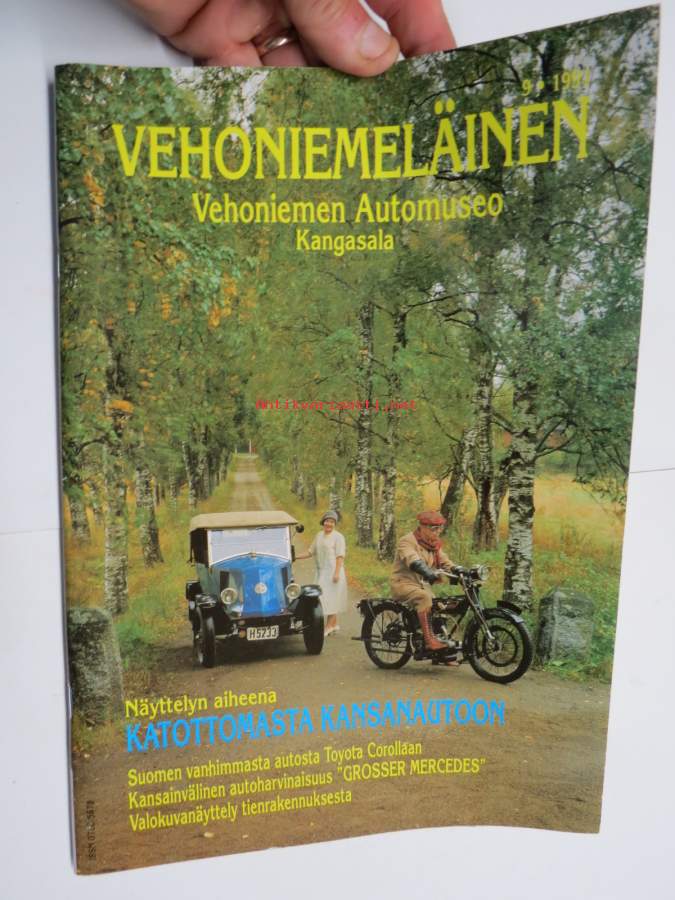 9 • 1991
VEHONIEMELÄINEN
Vehoniemen Automuseo
Kangasala
Antikvariaatti.net
H5233
Näyttelyn aiheena
KATOTTOMASTA KANSANAUTOON
Suomen vanhimmasta autosta Toyota Corollaan
Kansainvälinen autoharvinaisuus "GROSSER MERCEDES"
Valokuvanäyttely tienrakennuksesta
ISSN